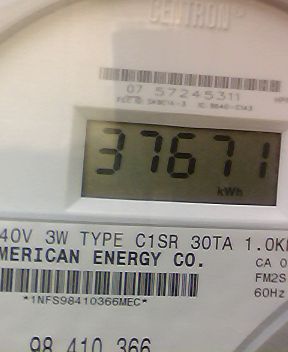 CENTRON®
07 57245311
37671
kWh
40V 3W TYPE C1SR 30TA 1.0K
MERICAN ENERGY CO. CA 0
FM2S
*1NFS98410366MEC* 60Hz
98 410 366